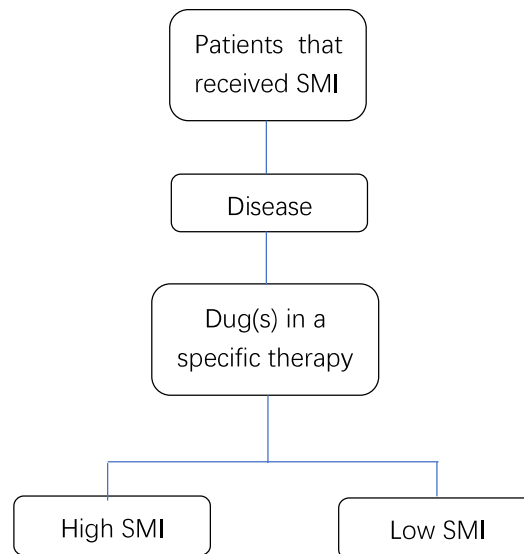 Patients that
received SMI
Disease
Dug(s) in a
specific therapy
High SMI
Low SMI